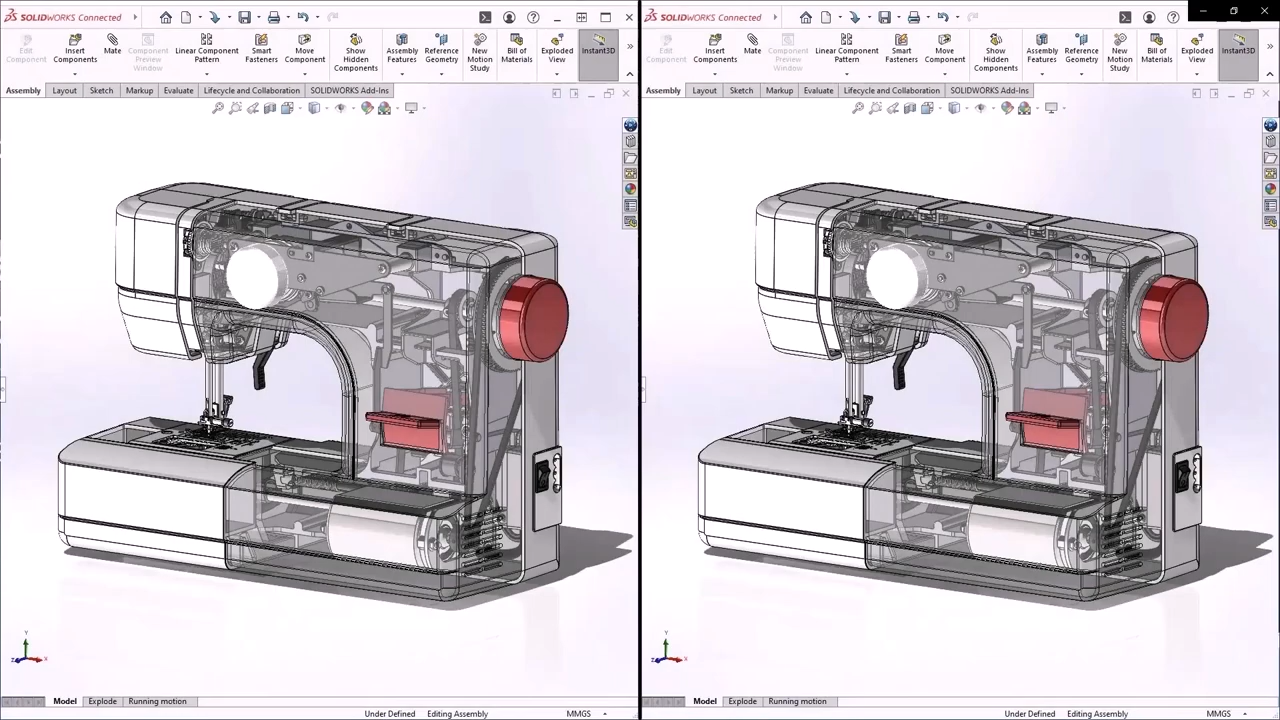 SOLIDWORKS Connected
Edit Component
Insert Components
Mate
Component Preview Window
Linear Component Pattern
Smart Fasteners
Move Component
Show Hidden Components
Assembly Features
Reference Geometry
New Motion Study
Bill of Materials
Exploded View
Instant3D
Assembly Layout Sketch Markup Evaluate Lifecycle and Collaboration SOLIDWORKS Add-Ins
Y
Z X
Model Explode Running motion
Under Defined Editing Assembly MMGS
SOLIDWORKS Connected
Edit Component
Insert Components
Mate
Component Preview Window
Linear Component Pattern
Smart Fasteners
Move Component
Show Hidden Components
Assembly Features
Reference Geometry
New Motion Study
Bill of Materials
Exploded View
Instant3D
Assembly Layout Sketch Markup Evaluate Lifecycle and Collaboration SOLIDWORKS Add-Ins
Y
Z X
Model Explode Running motion
Under Defined Editing Assembly MMGS